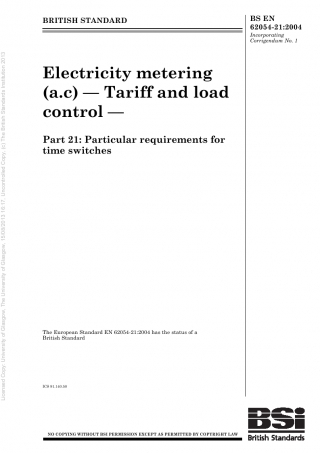 BRITISH STANDARD
BS EN
62054-21:2004
Incorporating
Corrigendum No. 1
Electricity metering
(a.c) — Tariff and load
control —
Part 21: Particular requirements for
time switches
The European Standard EN 62054-21:2004 has the status of a
British Standard
NO COPYING WITHOUT BSI PERMISSION EXCEPT AS PERMITTED BY COPYRIGHT LAW
BSi
British Standards